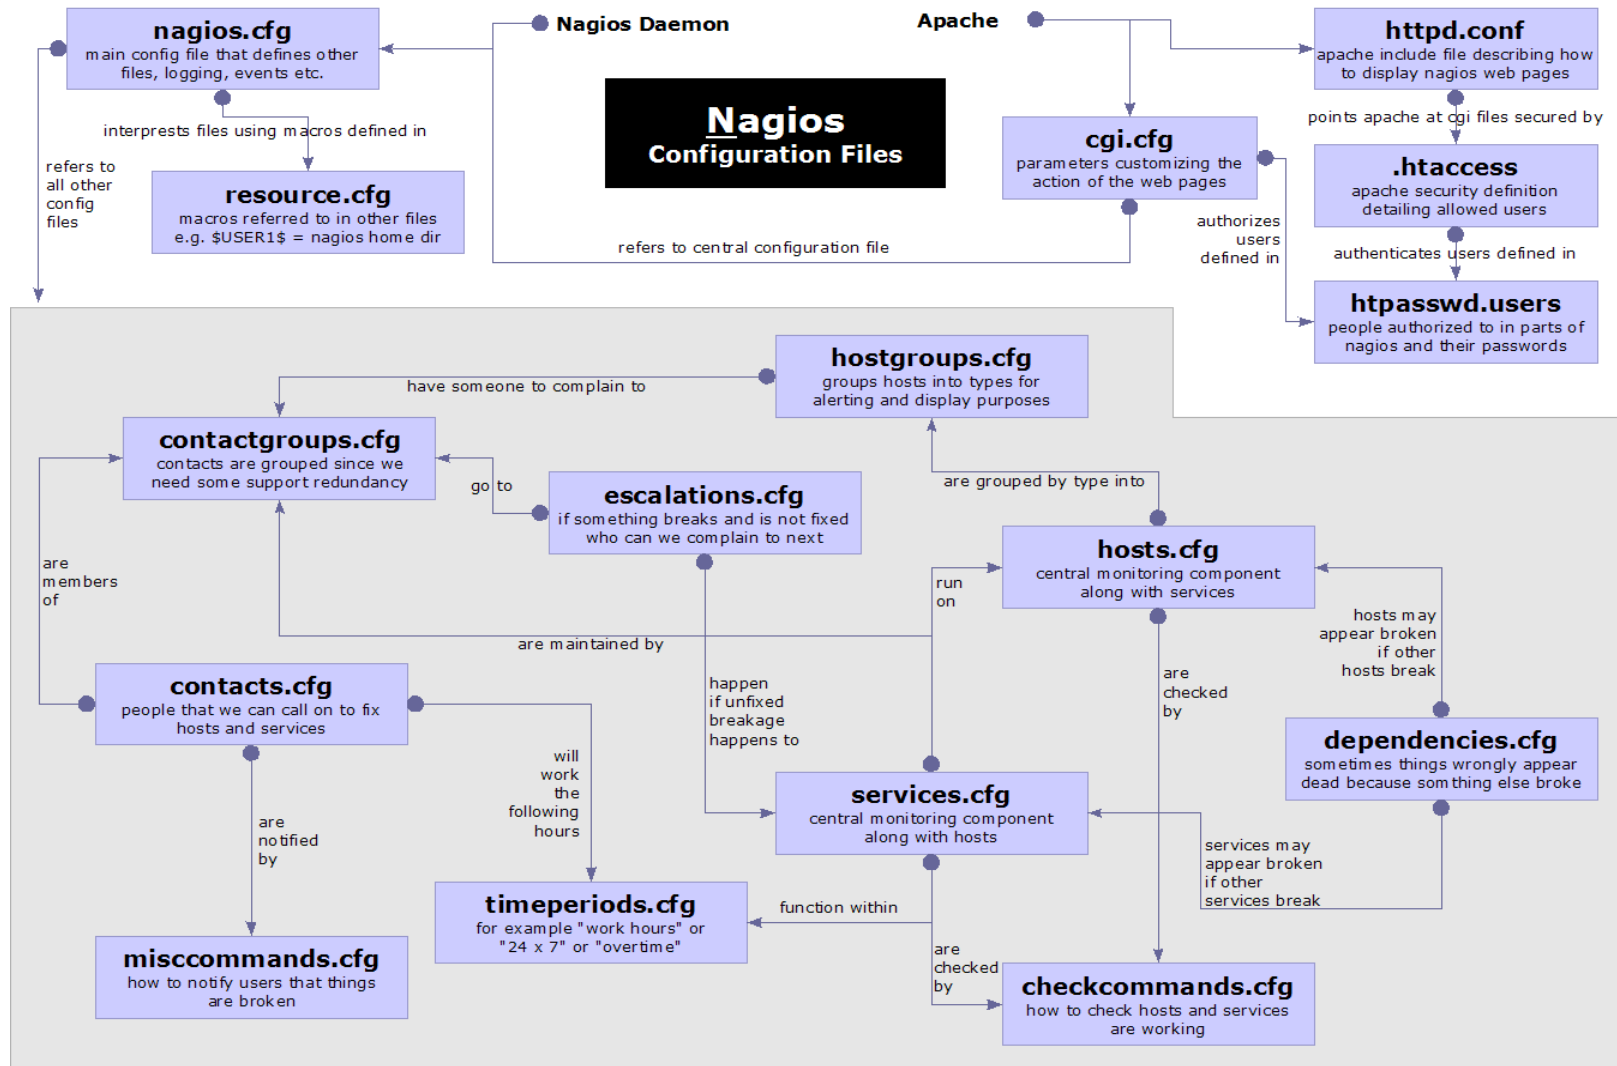 nagios.cfg
main config file that defines other
files, logging, events etc.
Nagios Daemon
Apache
httpd.conf
apache include file describing how
to display nagios web pages
Nagios
Configuration Files
interprests files using macros defined in
points apache at cgi files secured by
cgi.cfg
parameters customizing the
action of the web pages
refers to
all other
config
files
resource.cfg
macros referred to in other files
e.g. $USER1$ = nagios home dir
.htaccess
apache security definition
detailing allowed users
refers to central configuration file
authorizes
users
defined in
authenticates users defined in
htpasswd.users
people authorized to in parts of
nagios and their passwords
hostgroups.cfg
groups hosts into types for
alerting and display purposes
have someone to complain to
contactgroups.cfg
contacts are grouped since we
need some support redundancy
go to
escalations.cfg
if something breaks and is not fixed
who can we complain to next
are grouped by type into
hosts.cfg
central monitoring component
along with services
are
members
of
run
on
are maintained by
hosts may
appear broken
if other
hosts break
contacts.cfg
people that we can call on to fix
hosts and services
happen
if unfixed
breakage
happens to
are
checked
by
dependencies.cfg
sometimes things wrongly appear
dead because somthing else broke
will
work
the
following
hours
services.cfg
central monitoring component
along with hosts
are
notified
by
services may
appear broken
if other
services break
timeperiods.cfg
for example "work hours" or
"24 x 7" or "overtime"
function within
are
checked
by
misccommands.cfg
how to notify users that things
are broken
checkcommands.cfg
how to check hosts and services
are working